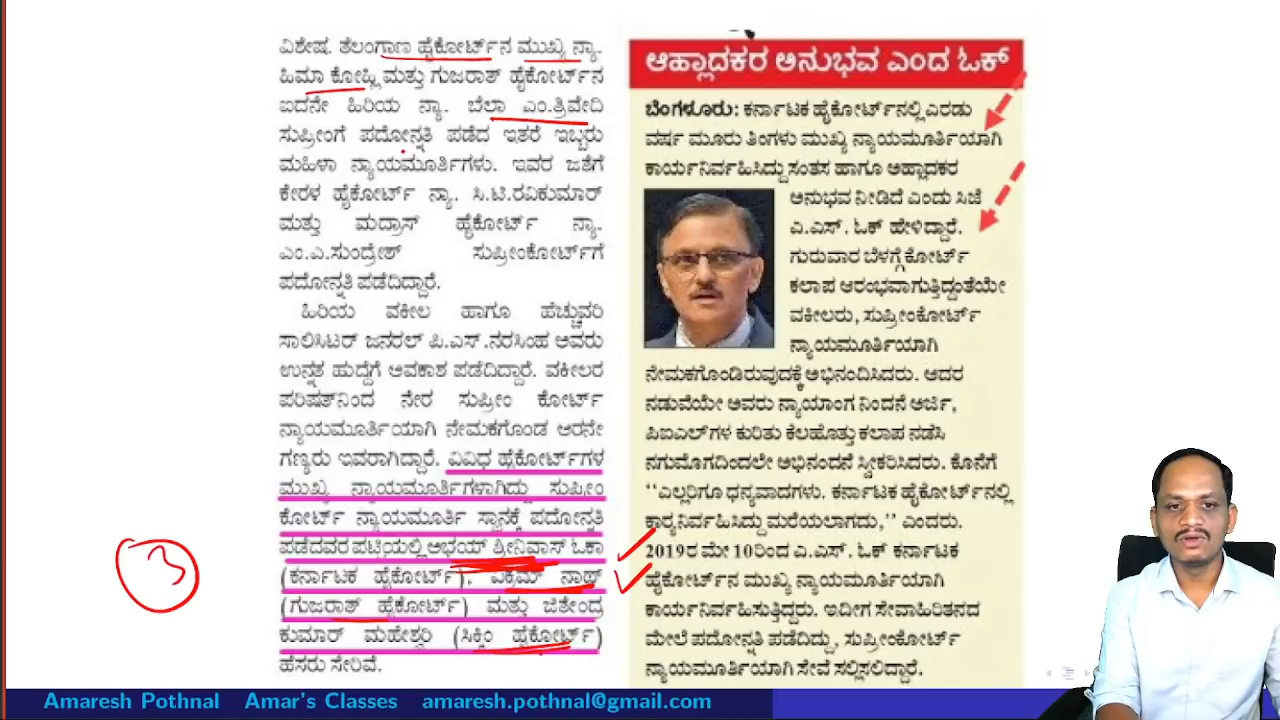 ವಿಶೇಷ. ತೆಲಂಗಾಣ ಹೈಕೋರ್ಟ್‌ನ ಮುಖ್ಯ ನ್ಯಾ.
ಹಿಮಾ ಕೋಹ್ಲಿ ಮತ್ತು ಗುಜರಾತ್ ಹೈಕೋರ್ಟ್‌ನ
ಐದನೇ ಹಿರಿಯ ನ್ಯಾ. ಬೆಲಾ ಎಂ.ತ್ರಿವೇದಿ
ಸುಪ್ರೀಂಗೆ ಪದೋನ್ನತಿ ಪಡೆದ ಇತರೆ ಇಬ್ಬರು
ಮಹಿಳಾ ನ್ಯಾಯಮೂರ್ತಿಗಳು. ಇವರ ಜತೆಗೆ
ಕೇರಳ ಹೈಕೋರ್ಟ್ ನ್ಯಾ. ಸಿ.ಟಿ.ರವಿಕುಮಾರ್
ಮತ್ತು ಮದ್ರಾಸ್ ಹೈಕೋರ್ಟ್ ನ್ಯಾ.
ಎಂ.ಎ.ಸುಂದ್ರೇಶ್ ಸುಪ್ರೀಂಕೋರ್ಟ್‌ಗೆ
ಪದೋನ್ನತಿ ಪಡೆದಿದ್ದಾರೆ.
ಹಿರಿಯ ವಕೀಲ ಹಾಗೂ ಹೆಚ್ಚುವರಿ
ಸಾಲಿಸಿಟರ್ ಜನರಲ್ ಪಿ.ಎಸ್.ನರಸಿಂಹ ಅವರು
ಉನ್ನತ ಹುದ್ದೆಗೆ ಅವಕಾಶ ಪಡೆದಿದ್ದಾರೆ. ವಕೀಲರ
ಪರಿಷತ್‌ನಿಂದ ನೇರ ಸುಪ್ರೀಂ ಕೋರ್ಟ್
ನ್ಯಾಯಮೂರ್ತಿಯಾಗಿ ನೇಮಕಗೊಂಡ ಆರನೇ
ಗಣ್ಯರು ಇವರಾಗಿದ್ದಾರೆ. ವಿವಿಧ ಹೈಕೋರ್ಟ್‌ಗಳ
ಮುಖ್ಯ ನ್ಯಾಯಮೂರ್ತಿಗಳಾಗಿದ್ದು ಸುಪ್ರೀಂ
ಕೋರ್ಟ್ ನ್ಯಾಯಮೂರ್ತಿ ಸ್ಥಾನಕ್ಕೆ ಪದೋನ್ನತಿ
ಪಡೆದವರ ಪಟ್ಟಿಯಲ್ಲಿ ಅಭಯ್ ಶ್ರೀನಿವಾಸ್ ಓಕಾ
(ಕರ್ನಾಟಕ ಹೈಕೋರ್ಟ್), ವಿಕ್ರಮ್ ನಾಥ್
(ಗುಜರಾತ್ ಹೈಕೋರ್ಟ್) ಮತ್ತು ಜಿತೇಂದ್ರ
ಕುಮಾರ್ ಮಹೇಶ್ವರಿ (ಸಿಕ್ಕಿಂ ಹೈಕೋರ್ಟ್)
ಹೆಸರು ಸೇರಿವೆ.
3
ಆಹ್ಲಾದಕರ ಅನುಭವ ಎಂದ ಓಕ್
ಬೆಂಗಳೂರು: ಕರ್ನಾಟಕ ಹೈಕೋರ್ಟ್‌ನಲ್ಲಿ ಎರಡು
ವರ್ಷ ಮೂರು ತಿಂಗಳು ಮುಖ್ಯ ನ್ಯಾಯಮೂರ್ತಿಯಾಗಿ
ಕಾರ್ಯನಿರ್ವಹಿಸಿದ್ದು ಸಂತಸ ಹಾಗೂ ಆಹ್ಲಾದಕರ
ಅನುಭವ ನೀಡಿದೆ ಎಂದು ಸಿಜೆ
ಎ.ಎಸ್. ಓಕ್ ಹೇಳಿದ್ದಾರೆ.
ಗುರುವಾರ ಬೆಳಗ್ಗೆ ಕೋರ್ಟ್
ಕಲಾಪ ಆರಂಭವಾಗುತ್ತಿದ್ದಂತೆಯೇ
ವಕೀಲರು, ಸುಪ್ರೀಂಕೋರ್ಟ್
ನ್ಯಾಯಮೂರ್ತಿಯಾಗಿ
ನೇಮಕಗೊಂಡಿರುವುದಕ್ಕೆ ಅಭಿನಂದಿಸಿದರು. ಆದರ
ನಡುವೆಯೇ ಅವರು ನ್ಯಾಯಾಂಗ ನಿಂದನೆ ಅರ್ಜಿ,
ಪಿಐಎಲ್‌ಗಳ ಕುರಿತು ಕೆಲಹೊತ್ತು ಕಲಾಪ ನಡೆಸಿ
ನಗುಮೊಗದಿಂದಲೇ ಅಭಿನಂದನೆ ಸ್ವೀಕರಿಸಿದರು. ಕೊನೆಗೆ
‘‘ಎಲ್ಲರಿಗೂ ಧನ್ಯವಾದಗಳು. ಕರ್ನಾಟಕ ಹೈಕೋರ್ಟ್‌ನಲ್ಲಿ
ಕಾರ್‍ಯನಿರ್ವಹಿಸಿದ್ದು ಮರೆಯಲಾಗದು,’’ ಎಂದರು.
2019ರ ಮೇ 10ರಿಂದ ಎ.ಎಸ್. ಓಕ್ ಕರ್ನಾಟಕ
ಹೈಕೋರ್ಟ್‌ನ ಮುಖ್ಯ ನ್ಯಾಯಮೂರ್ತಿಯಾಗಿ
ಕಾರ್ಯನಿರ್ವಹಿಸುತ್ತಿದ್ದರು. ಇದೀಗ ಸೇವಾಹಿರಿತನದ
ಮೇಲೆ ಪದೋನ್ನತಿ ಪಡೆದಿದ್ದು, ಸುಪ್ರೀಂಕೋರ್ಟ್
ನ್ಯಾಯಮೂರ್ತಿಯಾಗಿ ಸೇವೆ ಸಲ್ಲಿಸಲಿದ್ದಾರೆ.
Amaresh Pothnal Amar's Classes amaresh.pothnal@gmail.com